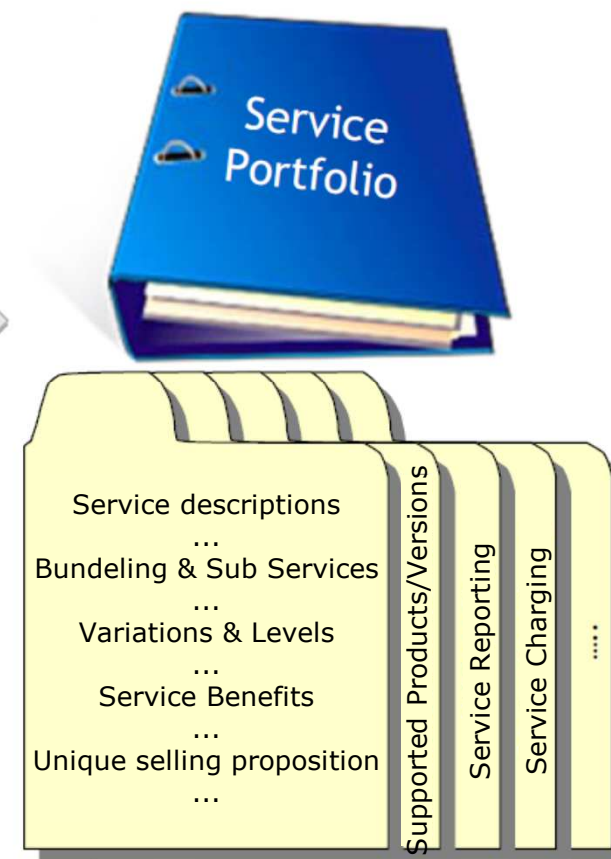 Service
Portfolio
Service descriptions
...
Bundeling & Sub Services
...
Variations & Levels
...
Service Benefits
...
Unique selling proposition
...
Supported Products/Versions
Service Reporting
Service Charging
.....